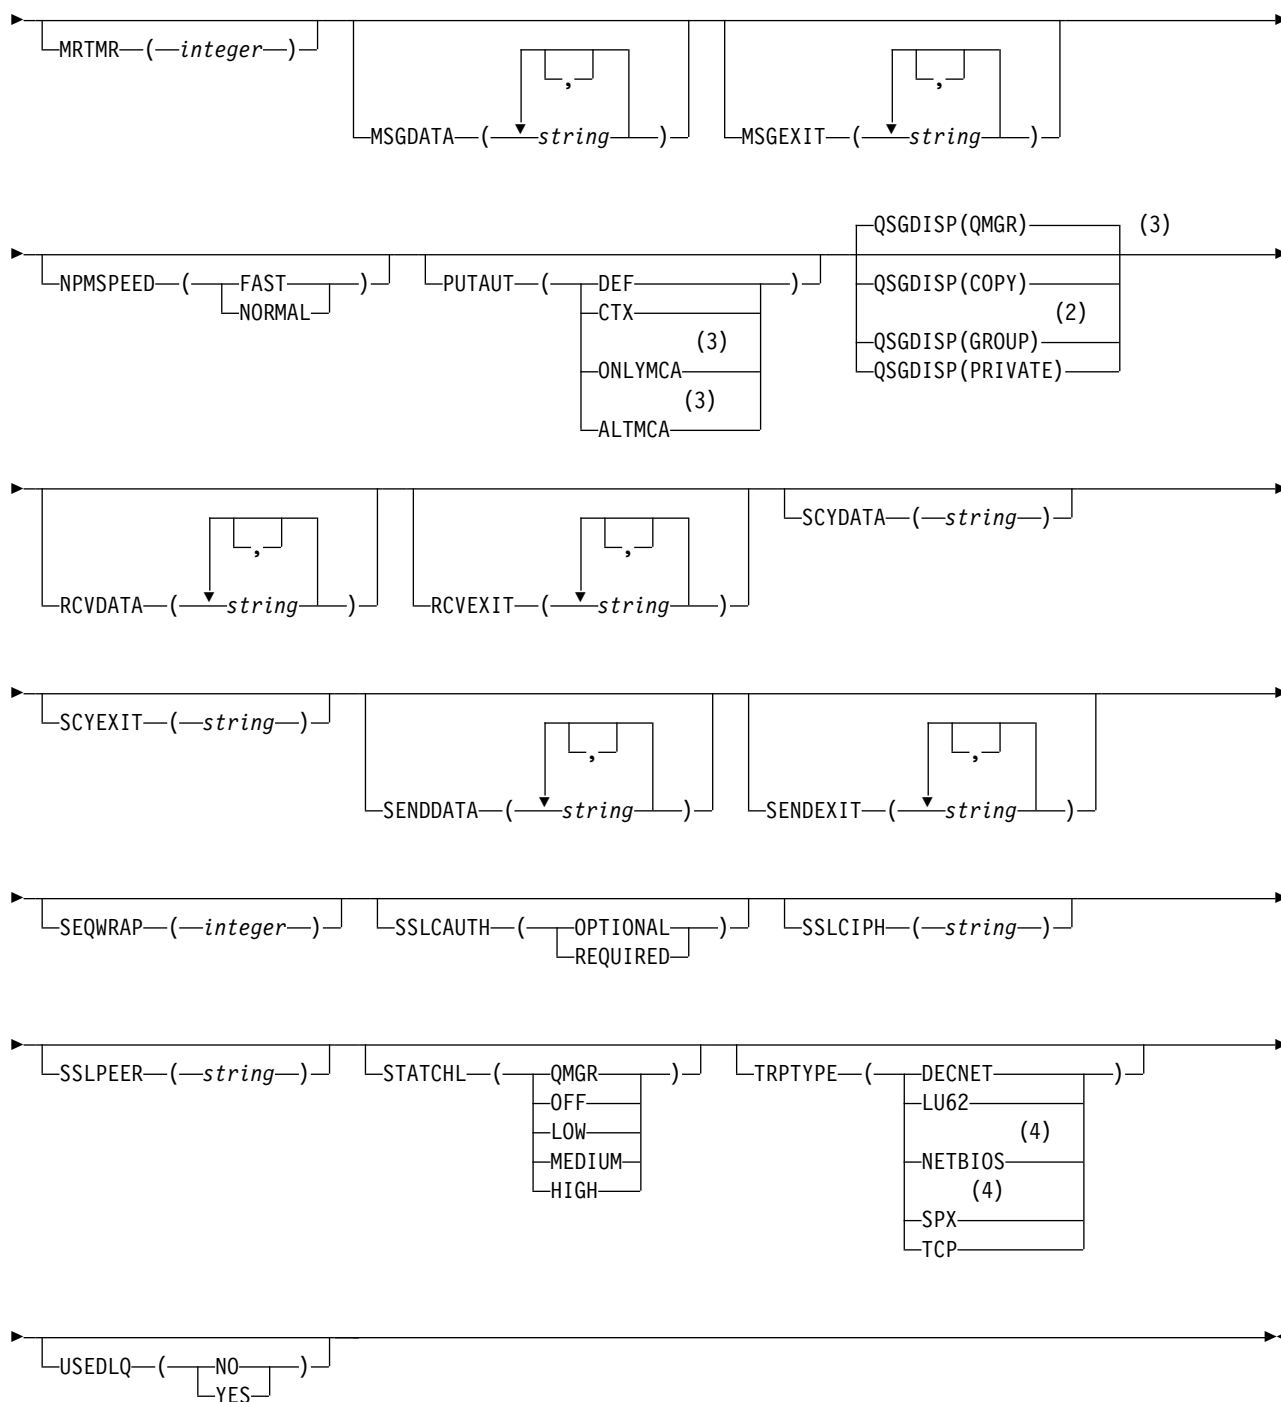 MRTMR ( integer )
, ,
MSGDATA ( string ) MSGEXIT ( string )
QSGDISP(QMGR) (3)
NPMSPEED ( FAST ) PUTAUT ( DEF ) QSGDISP(COPY)
NORMAL CTX (2)
(3) QSGDISP(GROUP)
ONLYMCA QSGDISP(PRIVATE)
(3)
ALTMCA
SCYDATA ( string )
, ,
RCVDATA ( string ) RCVEXIT ( string )
SCYEXIT ( string )
, ,
SENDDATA ( string ) SENDEXIT ( string )
SEQWRAP ( integer ) SSLCAUTH ( OPTIONAL ) SSLCIPH ( string )
REQUIRED
SSLPEER ( string ) STATCHL ( QMGR ) TRPTYPE ( DECNET )
OFF LU62
LOW (4)
MEDIUM NETBIOS
HIGH (4)
SPX
TCP
USEDLQ ( NO )
YES